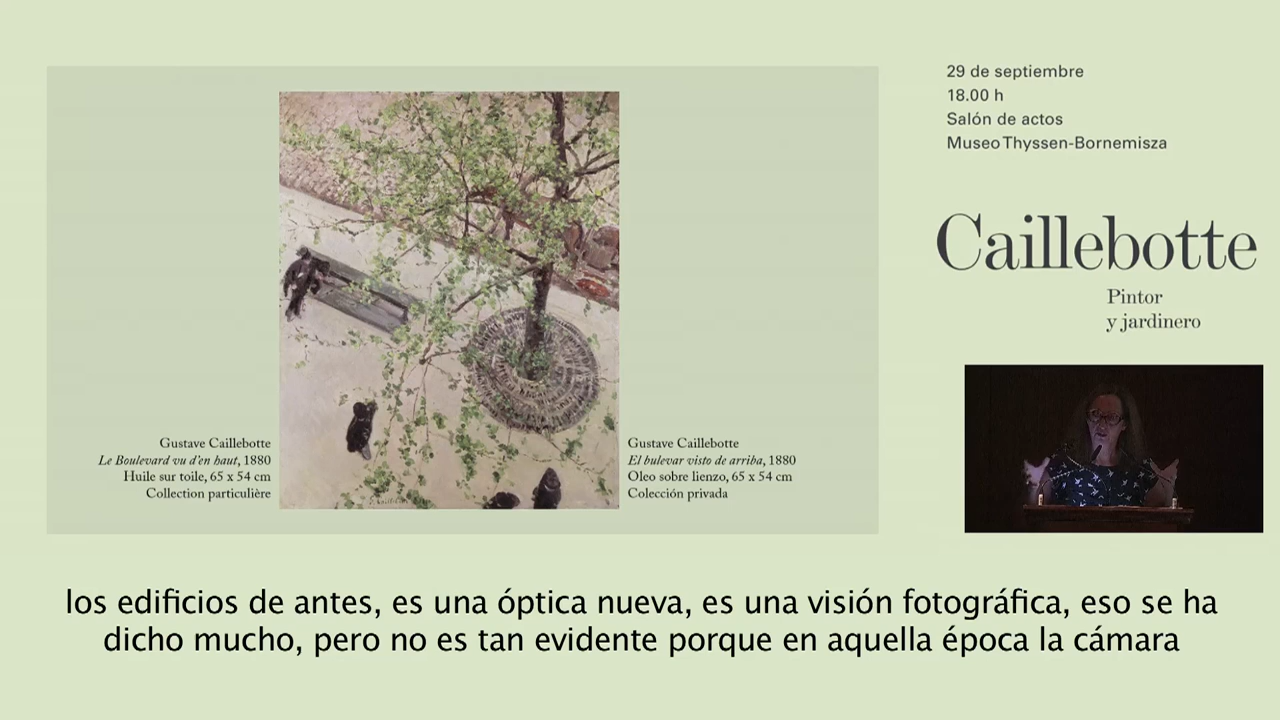 29 de septiembre
18.00 h
Salón de actos
Museo Thyssen-Bornemisza
Caillebotte
Pintor
y jardinero
Gustave Caillebotte
Le Boulevard vu d'en haut, 1880
Huile sur toile, 65 x 54 cm
Collection particulière
Gustave Caillebotte
El bulevar visto de arriba, 1880
Oleo sobre lienzo, 65 x 54 cm
Colección privada
los edificios de antes, es una óptica nueva, es una visión fotográfica, eso se ha
dicho mucho, pero no es tan evidente porque en aquella época la cámara